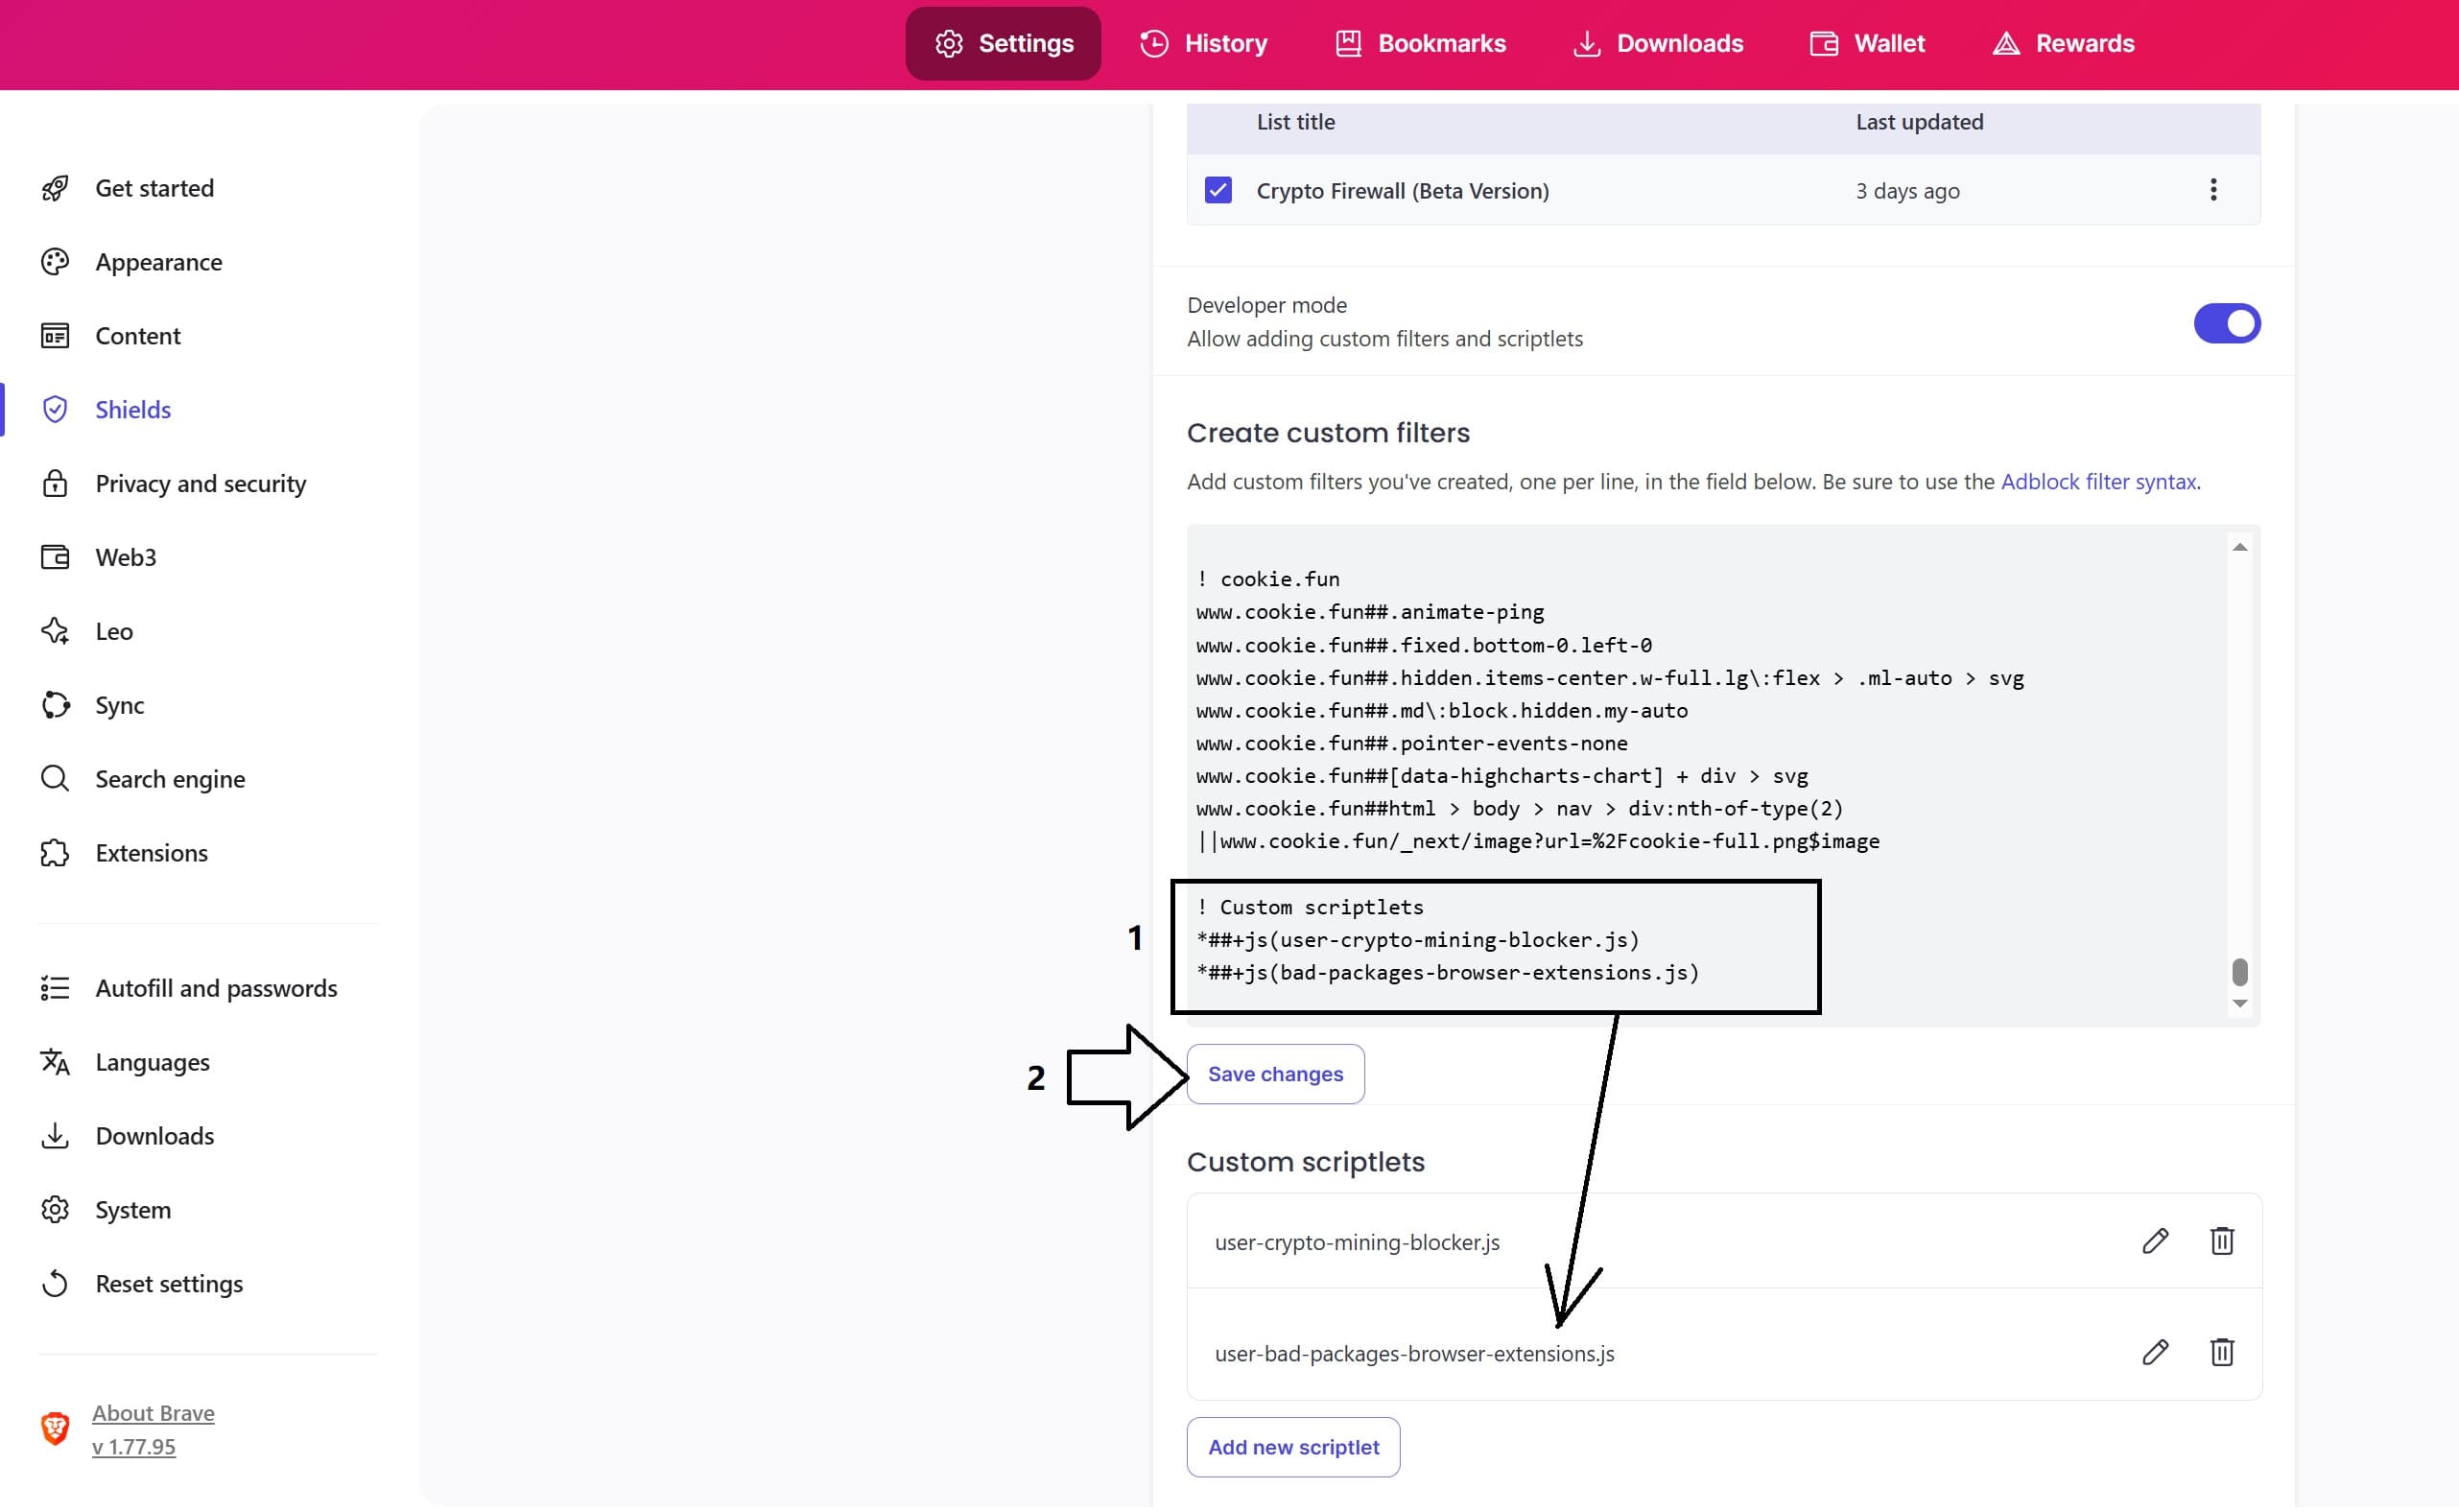 Settings
History
Bookmarks
Downloads
Wallet
Rewards
Get started
Appearance
Content
Shields
Privacy and security
Web3
Leo
Sync
Search engine
Extensions
Autofill and passwords
Languages
Downloads
System
Reset settings
About Brave
v 1.77.95
List title Last updated
Crypto Firewall (Beta Version) 3 days ago
Developer mode
Allow adding custom filters and scriptlets
Create custom filters
Add custom filters you've created, one per line, in the field below. Be sure to use the Adblock filter syntax.
! cookie.fun
www.cookie.fun##.animate-ping
www.cookie.fun##.fixed.bottom-0.left-0
www.cookie.fun##.hidden.items-center.w-full.lg\:flex > .ml-auto > svg
www.cookie.fun##.md\:block.hidden.my-auto
www.cookie.fun##.pointer-events-none
www.cookie.fun##[data-highcharts-chart] + div > svg
www.cookie.fun##html > body > nav > div:nth-of-type(2)
||www.cookie.fun/_next/image?url=%2Fcookie-full.png$image
1
! Custom scriptlets
*##+js(user-crypto-mining-blocker.js)
*##+js(bad-packages-browser-extensions.js)
2
Save changes
Custom scriptlets
user-crypto-mining-blocker.js
user-bad-packages-browser-extensions.js
Add new scriptlet